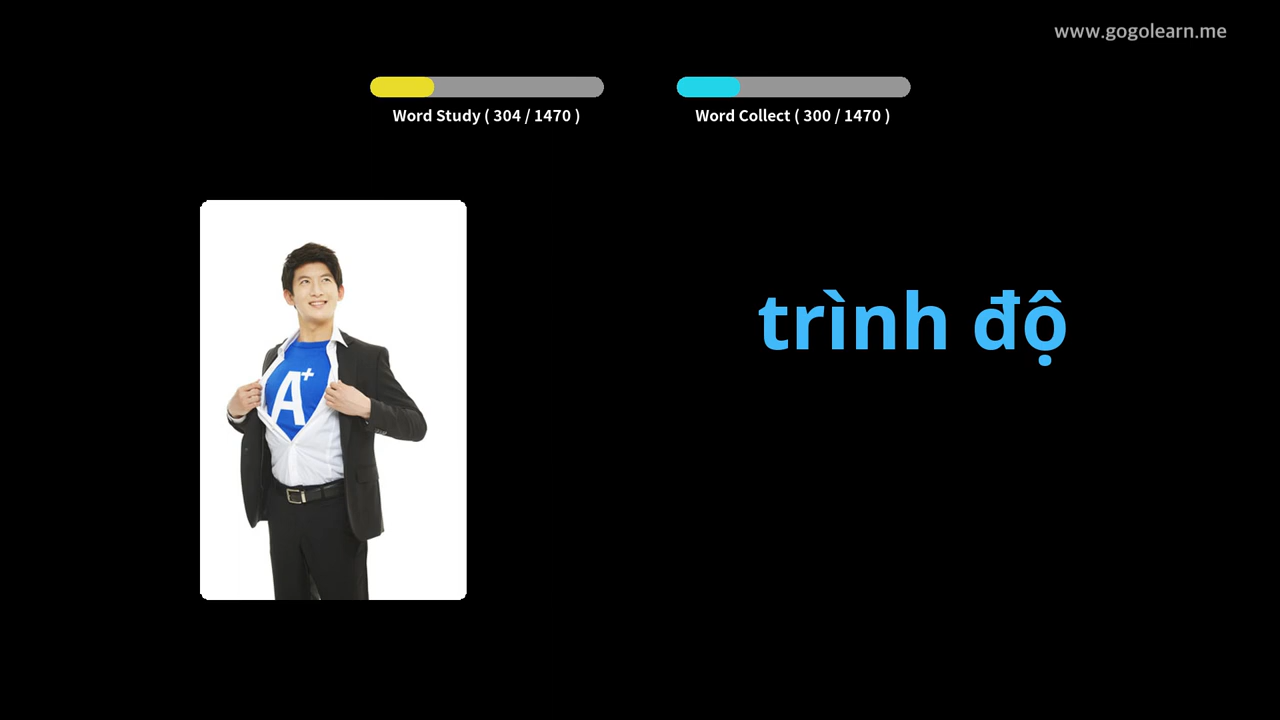 www.gogolearn.me
Word Study ( 304 / 1470 )
Word Collect ( 300 / 1470 )
trình độ
A+